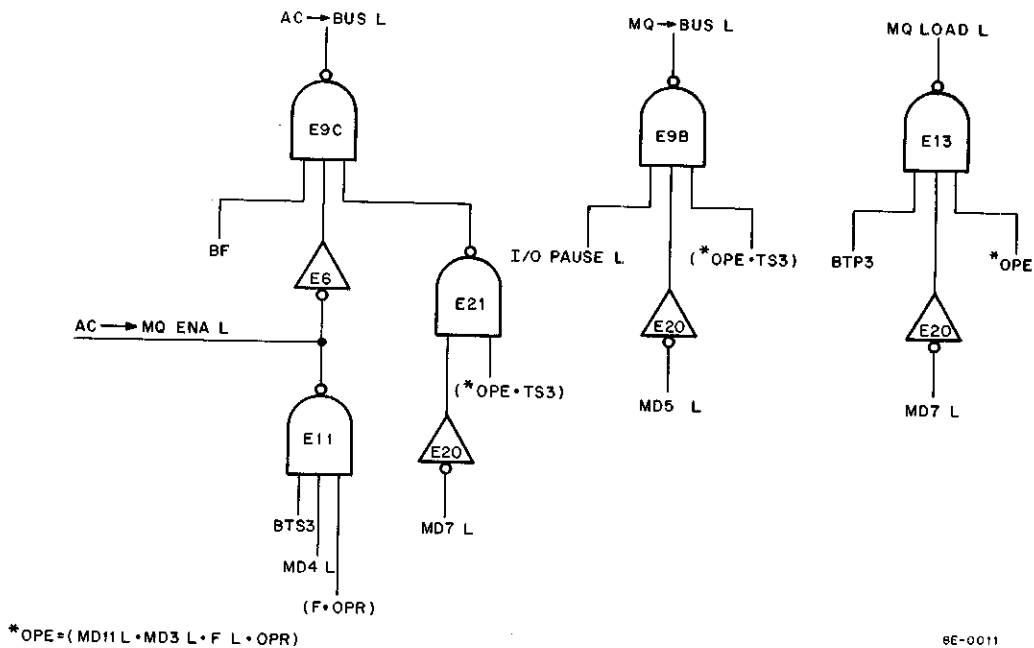 AC → BUS L
MQ → BUS L
MQ LOAD L
E9C
E9B
E13
BF
I/O PAUSE L
(*OPE•TS3)
BTP3
*OPE
E6
E21
E20
E20
AC → MQ ENA L
(*OPE•TS3)
MD5 L
MD7 L
E11
E20
BTS3
MD7 L
MD4 L
(F•OPR)
*OPE=(MD11 L•MD3 L•F L•OPR)
8E-0011